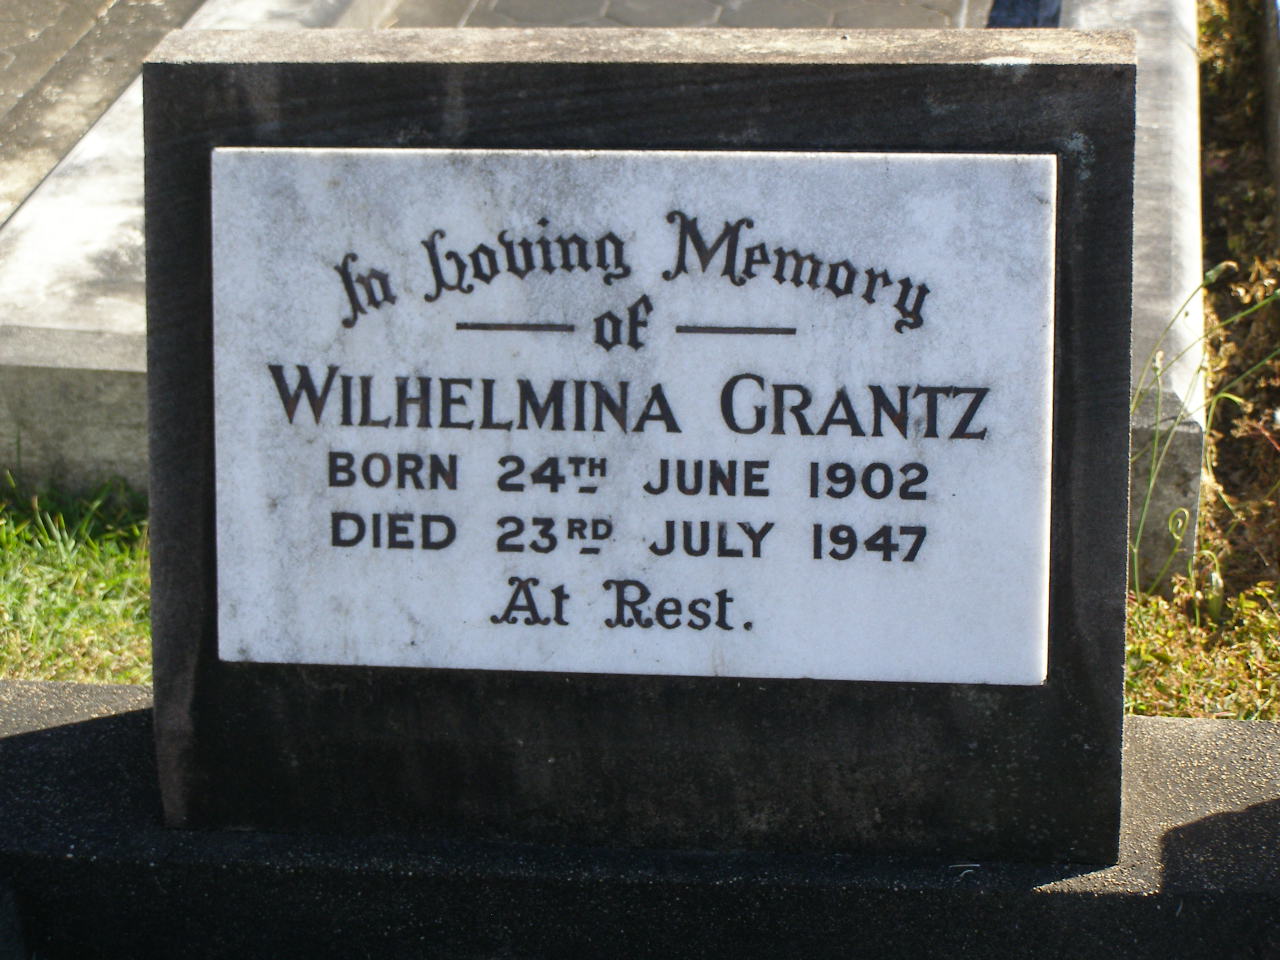 In Loving Memory
of
WILHELMINA GRANTZ
BORN 24TH JUNE 1902
DIED 23RD JULY 1947
At Rest.